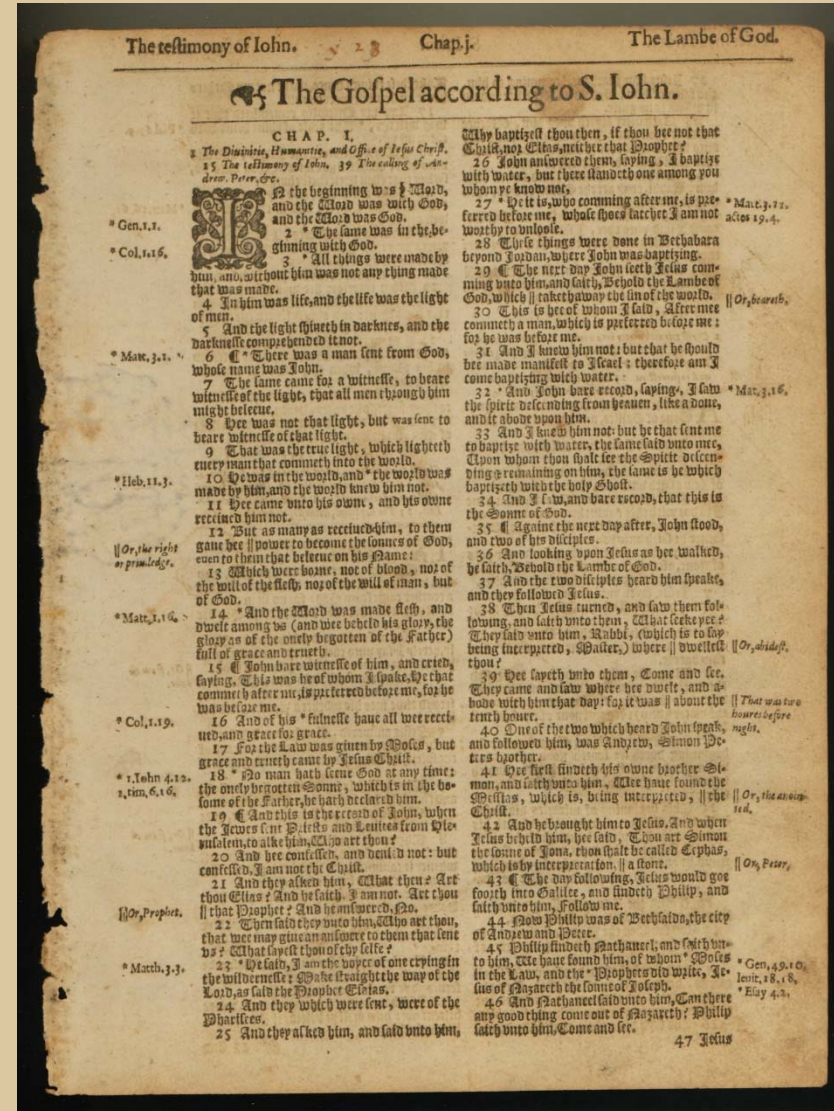 The teſtimony of Iohn.
23
Chap.j.
The Lambe of God.
The Goſpel according to S. Iohn.
* Gen.1.1.
* Col.1.16.
* Matt.3.1.
* Heb.11.3.
|| Or, the right
or priuiledge.
* Matt.1.16.
* Col.1.19.
* 1.Iohn 4.12.
1.tim.6.16.
|| Or, Prophet.
* Matth.3.3.
CHAP. I.
1 The Diuinitie, Humanitie, and Office of Ieſus Chriſt.
15 The teſtimony of Iohn. 39 The calling of An-
drew, Peter, &c.
IN the beginning was yͤ Word,
and the Word was with God,
and the Word was God.
2 * The ſame was in the be-
ginning with God.
3 * All things were made by
him, and without him was not any thing made
that was made.
4 In him was life, and the life was the light
of men.
5 And the light ſhineth in darknes, and the
darkneſſe comprehended it not.
6 ¶ * There was a man ſent from God,
whoſe name was John.
7 The ſame came for a witneſſe, to beare
witneſſe of the light, that all men through him
might beleeue.
8 Hee was not that light, but was ſent to
beare witneſſe of that light.
9 That was the true light, which lighteth
euery man that commeth into the world.
10 He was in the world, and * the world was
made by him, and the world knew him not.
11 Hee came vnto his owne, and his owne
receiued him not.
12 But as many as receiued him, to them
gaue hee || power to become the ſonnes of God,
euen to them that beleeue on his Name:
13 Which were borne, not of blood, nor of
the will of the fleſh, nor of the will of man, but
of God.
14 * And the Word was made fleſh, and
dwelt among vs (and wee beheld his glory, the
glory as of the onely begotten of the Father)
full of grace and trueth.
15 ¶ John bare witneſſe of him, and cried,
ſaying, This was he of whom I ſpake, He that
commeth after me, is preferred before me, for he
was before me.
16 And of his * fulneſſe haue all wee recei-
ued, and grace for grace.
17 For the Law was giuen by Moſes, but
grace and trueth came by Jeſus Chriſt.
18 * No man hath ſeene God at any time:
the onely begotten Sonne, which is in the bo-
ſome of the Father, he hath declared him.
19 ¶ And this is the record of John, when
the Jewes ſent Prieſts and Leuites from Hie-
ruſalem, to aſke him, Who art thou?
20 And hee confeſſed, and denied not: but
confeſſed, I am not the Chriſt.
21 And they aſked him, What then? Art
thou Elias? And he ſaith, I am not. Art thou
|| that Prophet? And he anſwered, No.
22 Then ſaid they vnto him, Who art thou,
that wee may giue an anſwere to them that ſent
vs? What ſayeſt thou of thy ſelfe?
23 * He ſaid, I am the voyce of one crying in
the wilderneſſe: Make ſtraight the way of the
Lord, as ſaid the Prophet Eſaias.
24 And they which were ſent, were of the
Phariſees.
25 And they aſked him, and ſaid vnto him,
Why baptizeſt thou then, if thou bee not that
Chriſt, nor Elias, neither that Prophet?
26 John anſwered them, ſaying, I baptize
with water, but there ſtandeth one among you
whom ye know not,
27 * He it is, who comming after me, is pre-
ferred before me, whoſe ſhoes latchet I am not
worthy to vnlooſe.
28 Theſe things were done in Bethabara
beyond Jordan, where John was baptizing.
29 ¶ The next day John ſeeth Jeſus com-
ming vnto him, and ſaith, Behold the Lambe of
God, which || taketh away the ſin of the world.
30 This is hee of whom I ſaid, After mee
commeth a man, which is preferred before me:
for he was before me.
31 And I knew him not: but that he ſhould
bee made manifeſt to Iſrael: therefore am I
come baptizing with water.
32 * And John bare record, ſaying, I ſaw
the ſpirit deſcending from heauen, like a doue,
and it abode vpon him.
33 And I knew him not: but he that ſent me
to baptize with water, the ſame ſaid vnto mee,
Upon whom thou ſhalt ſee the Spirit deſcen-
ding & remaining on him, the ſame is he which
baptizeth with the holy Ghoſt.
34 And I ſaw, and bare record, that this is
the Sonne of God.
35 ¶ Againe the next day after, John ſtood,
and two of his diſciples.
36 And looking vpon Jeſus as hee walked,
he ſaith, Behold the Lambe of God.
37 And the two diſciples heard him ſpeake,
and they followed Jeſus.
38 Then Jeſus turned, and ſaw them fol-
lowing, and ſaith vnto them, What ſeeke yee?
They ſaid vnto him, Rabbi, (which is to ſay
being interpreted, Maſter,) where || dwelleſt
thou?
39 Hee ſayeth vnto them, Come and ſee.
They came and ſaw where hee dwelt, and a-
bode with him that day: for it was || about the
tenth houre.
40 One of the two which heard John ſpeak,
and followed him, was Andrew, Simon Pe-
ters brother.
41 Hee firſt findeth his owne brother Si-
mon, and ſaith vnto him, Wee haue found the
Meſſias, which is, being interpreted, || the
Chriſt.
42 And he brought him to Jeſus. And when
Jeſus beheld him, hee ſaid, Thou art Simon
the ſonne of Jona, thou ſhalt be called Cephas,
which is by interpretation, || a ſtone.
43 ¶ The day following, Jeſus would goe
foorth into Galilee, and findeth Philip, and
ſaith vnto him, Follow me.
44 Now Philip was of Bethſaida, the city
of Andrew and Peter.
45 Philip findeth Nathaneel, and ſaith vn-
to him, We haue found him, of whom * Moſes
in the Law, and the * Prophets did write, Je-
ſus of Nazareth the ſonne of Joſeph.
46 And Nathaneel ſaid vnto him, Can there
any good thing come out of Nazareth? Philip
ſaith vnto him, Come and ſee.
47 Jeſus
* Matt.3.11.
actes 19.4.
|| Or, beareth.
* Mat.3.16.
|| Or, abideſt.
|| That was two
houres before
night.
|| Or, the anoin-
ted.
|| Or, Peter.
* Gen.49.10.
leuit.18.18.
* Eſay 4.2.